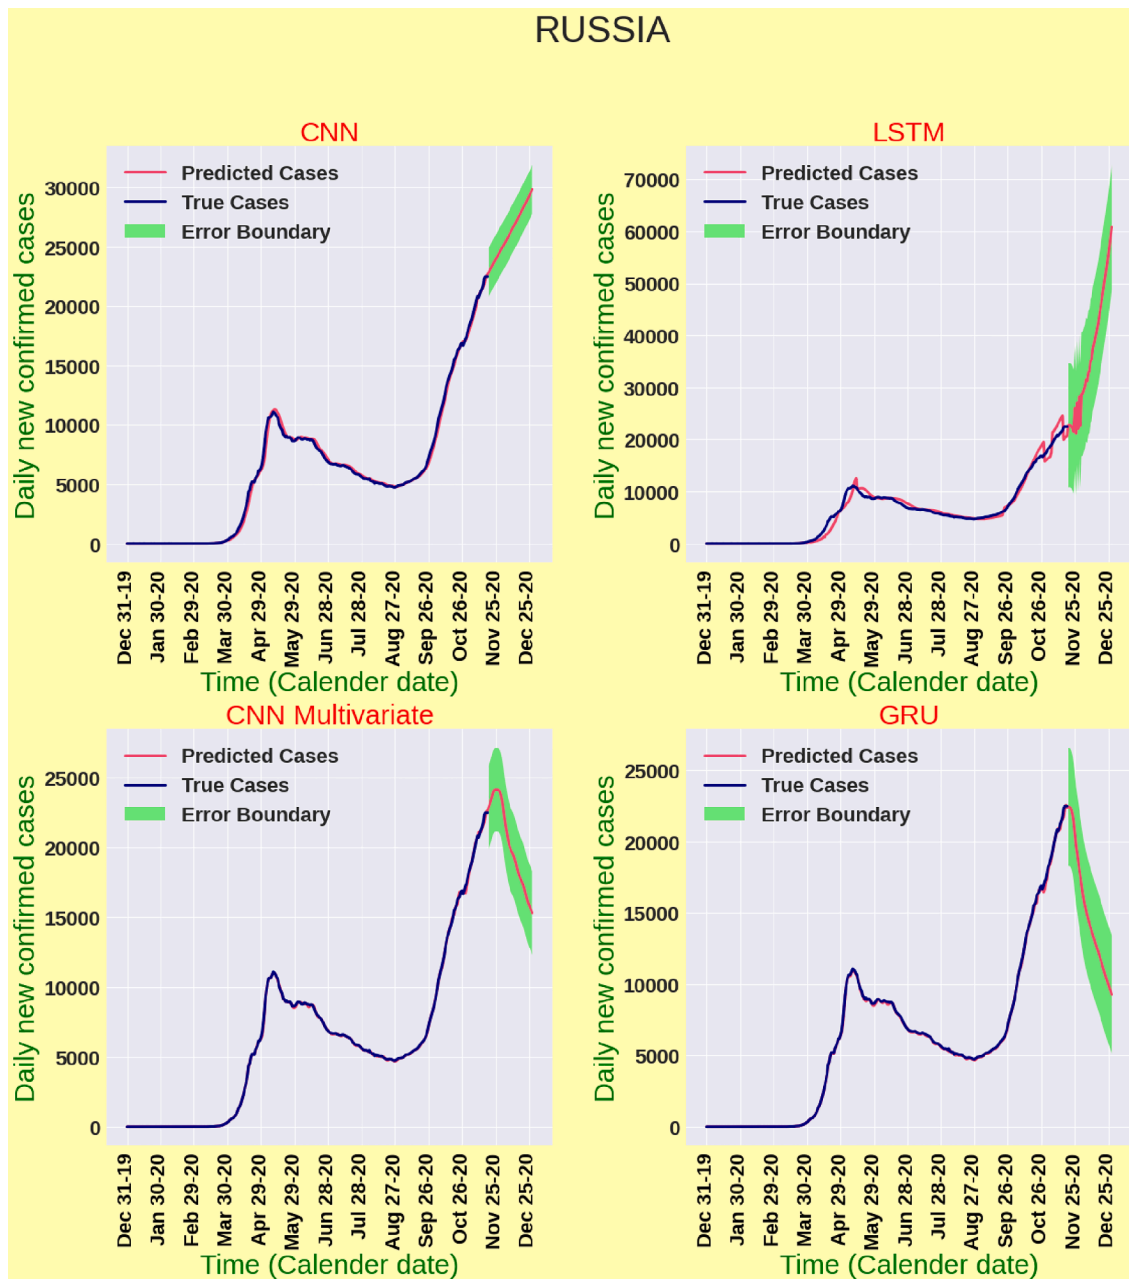 RUSSIA
CNN
Predicted Cases
True Cases
Error Boundary
Daily new confirmed cases
30000
25000
20000
15000
10000
5000
0
Dec 31-19
Jan 30-20
Feb 29-20
Mar 30-20
Apr 29-20
May 29-20
Jun 28-20
Jul 28-20
Aug 27-20
Sep 26-20
Oct 26-20
Nov 25-20
Dec 25-20
Time (Calender date)
LSTM
Predicted Cases
True Cases
Error Boundary
Daily new confirmed cases
70000
60000
50000
40000
30000
20000
10000
0
Dec 31-19
Jan 30-20
Feb 29-20
Mar 30-20
Apr 29-20
May 29-20
Jun 28-20
Jul 28-20
Aug 27-20
Sep 26-20
Oct 26-20
Nov 25-20
Dec 25-20
Time (Calender date)
CNN Multivariate
Predicted Cases
True Cases
Error Boundary
Daily new confirmed cases
25000
20000
15000
10000
5000
0
Dec 31-19
Jan 30-20
Feb 29-20
Mar 30-20
Apr 29-20
May 29-20
Jun 28-20
Jul 28-20
Aug 27-20
Sep 26-20
Oct 26-20
Nov 25-20
Dec 25-20
Time (Calender date)
GRU
Predicted Cases
True Cases
Error Boundary
Daily new confirmed cases
25000
20000
15000
10000
5000
0
Dec 31-19
Jan 30-20
Feb 29-20
Mar 30-20
Apr 29-20
May 29-20
Jun 28-20
Jul 28-20
Aug 27-20
Sep 26-20
Oct 26-20
Nov 25-20
Dec 25-20
Time (Calender date)